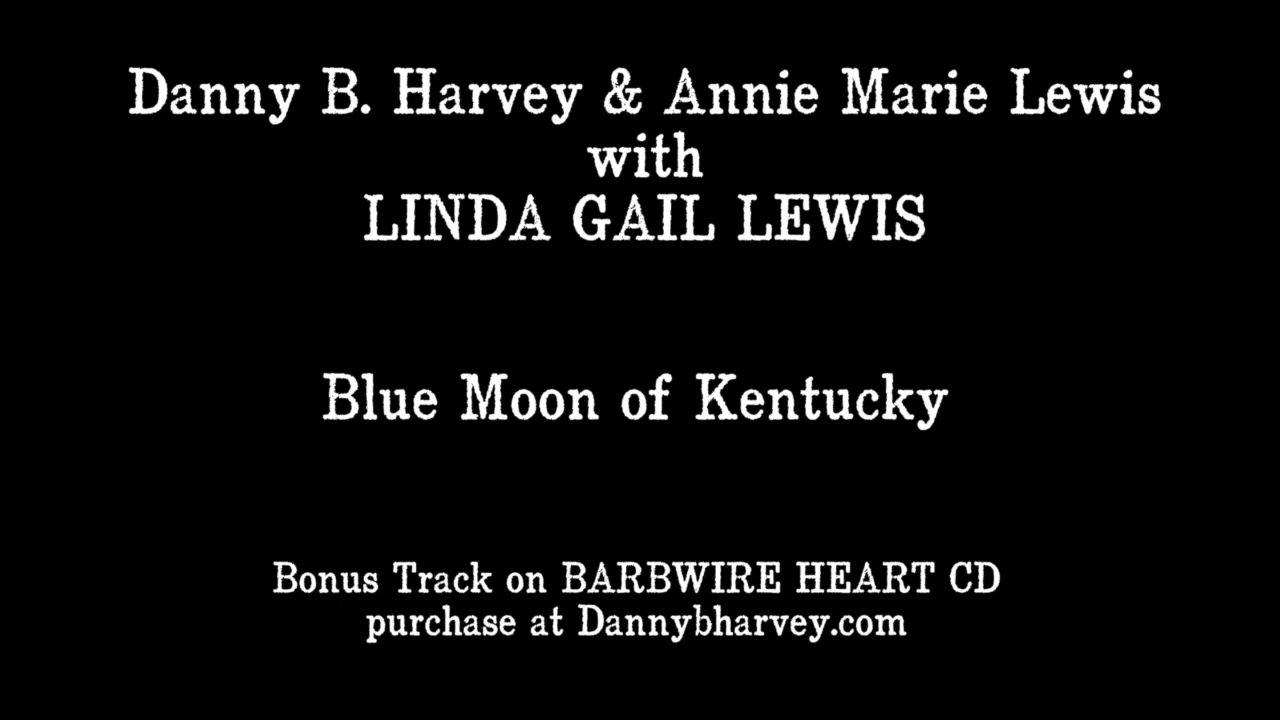 Danny B. Harvey & Annie Marie Lewis
with
LINDA GAIL LEWIS
Blue Moon of Kentucky
Bonus Track on BARBWIRE HEART CD
purchase at Dannybharvey.com